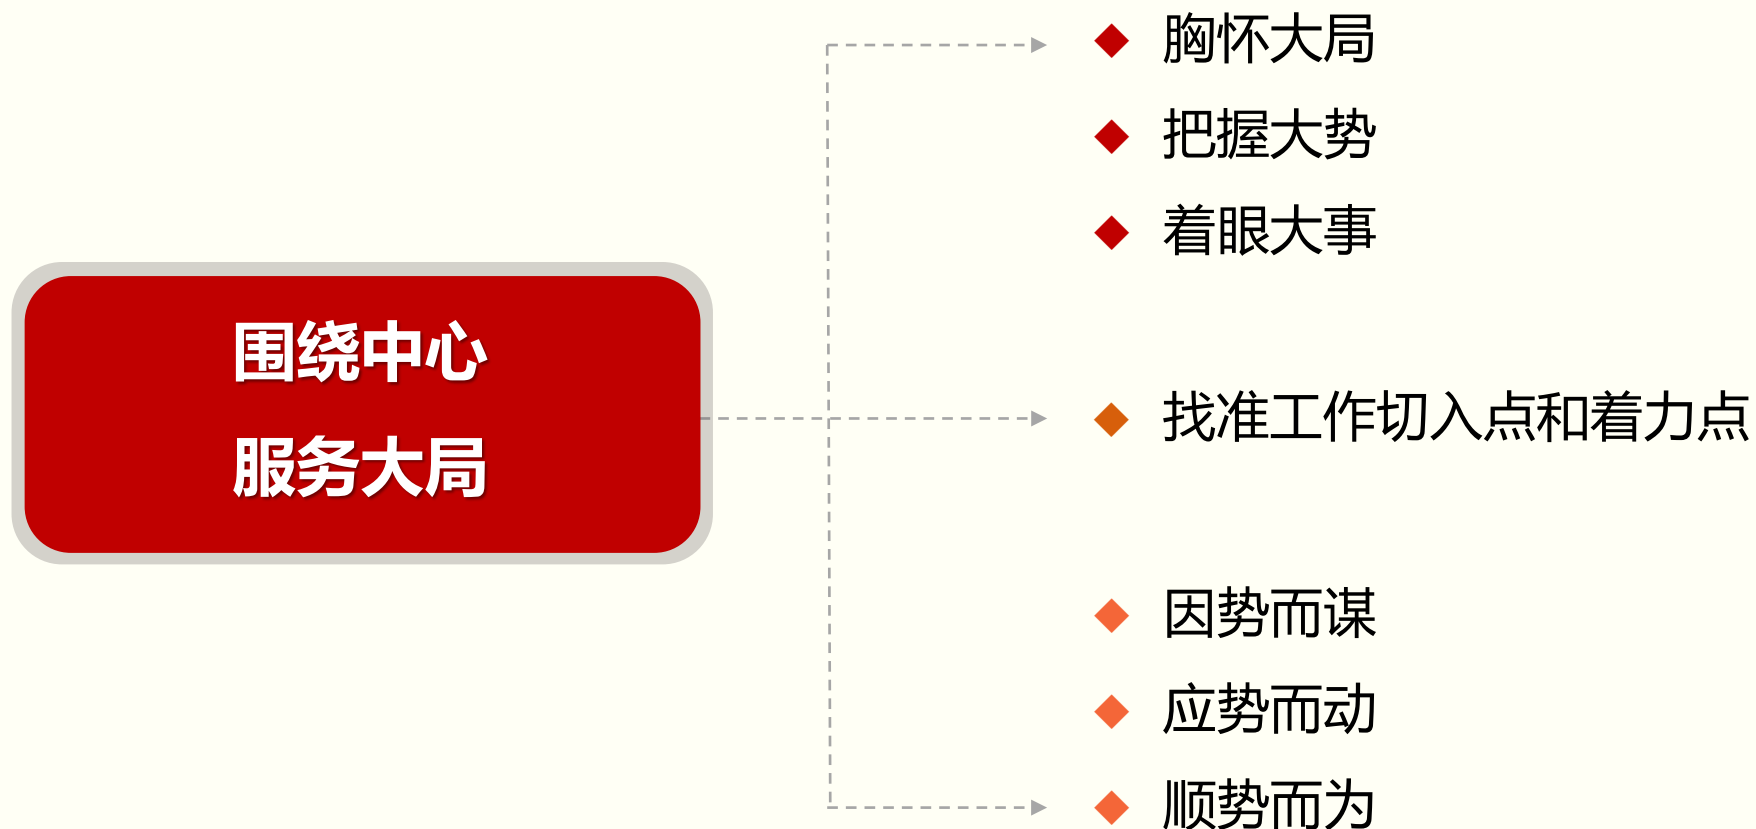 围绕中心
服务大局
胸怀大局
把握大势
着眼大事
找准工作切入点和着力点
因势而谋
应势而动
顺势而为